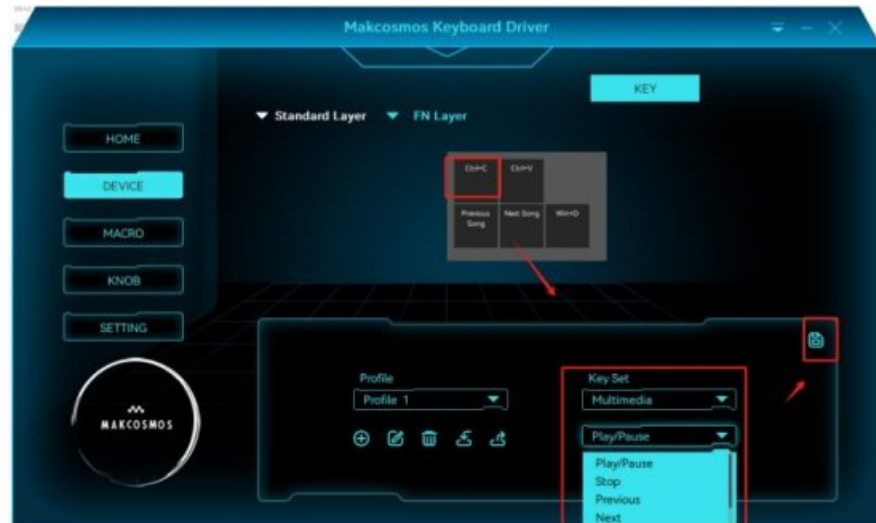 Makcosmos Keyboard Driver
KEY
Standard Layer FN Layer
HOME
DEVICE
MACRO
KNOB
SETTING
Ctrl+C Ctrl+V
Previous Song Next Song Win+D
Profile
Profile 1
Key Set
Multimedia
Play/Pause
Play/Pause
Stop
Previous
Next
MAKCOSMOS